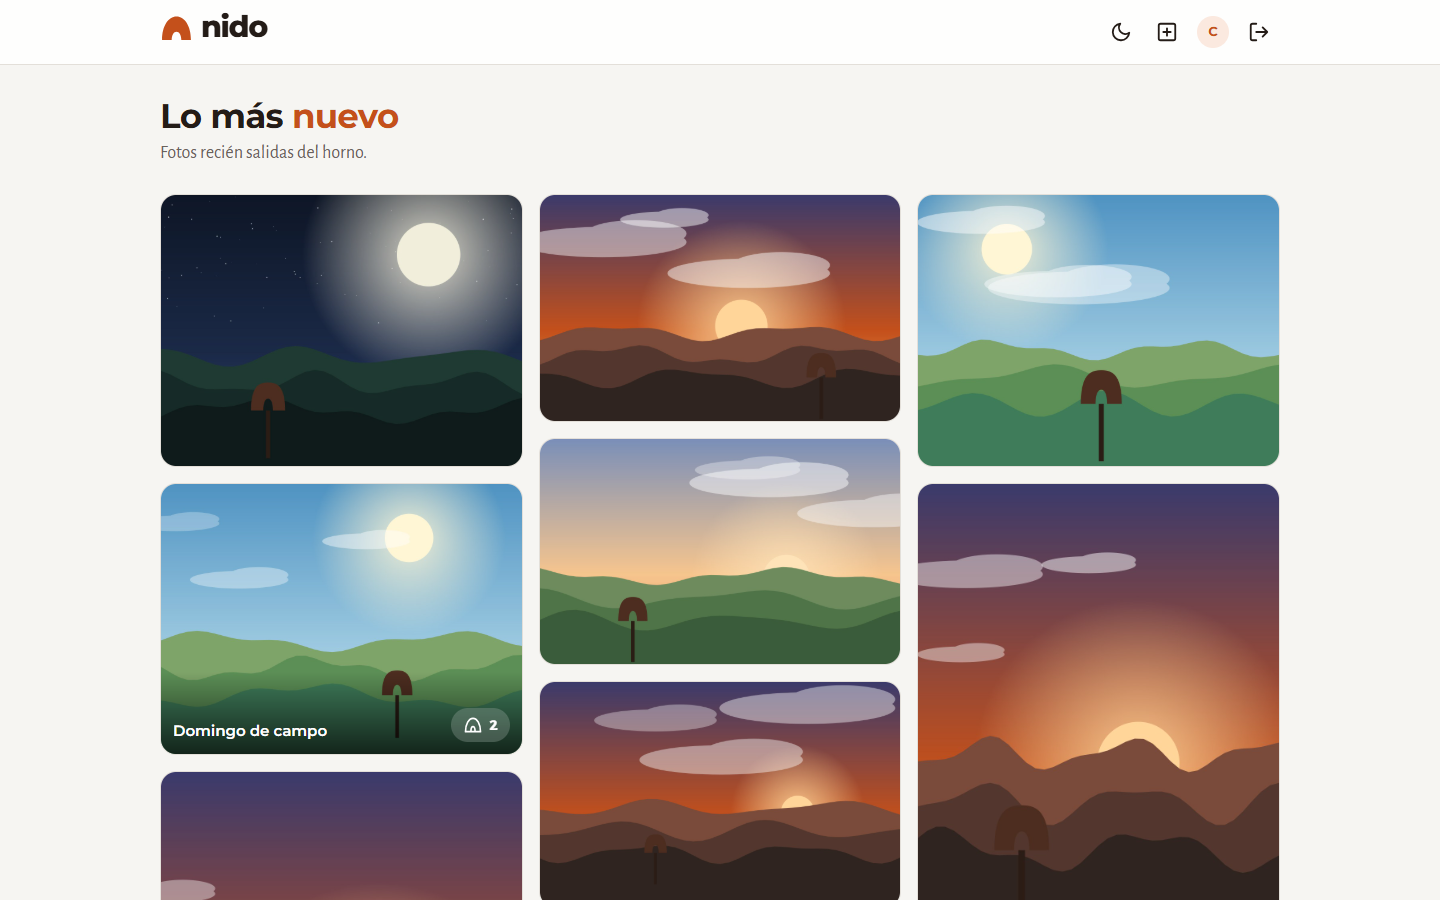 nido
C
Lo más nuevo
Fotos recién salidas del horno.
Domingo de campo
2